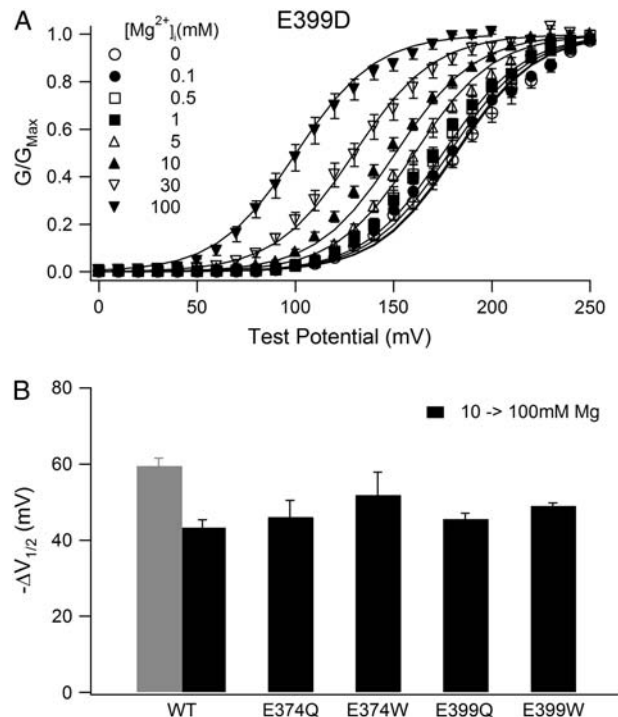 A
E399D
[Mg²⁺]ᵢ(mM)
0
0.1
0.5
1
5
10
30
100
1.0
0.8
0.6
0.4
0.2
0.0
G/G_Max
0 50 100 150 200 250
Test Potential (mV)
B
10 -> 100mM Mg
80
60
40
20
0
-ΔV_1/2 (mV)
WT E374Q E374W E399Q E399W